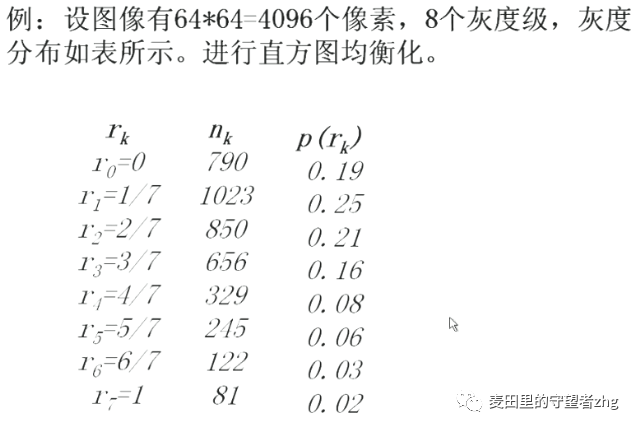 例：设图像有64*64=4096个像素，8个灰度级，灰度
分布如表所示。进行直方图均衡化。
r_k n_k p(r_k)
r_0=0 790 0.19
r_1=1/7 1023 0.25
r_2=2/7 850 0.21
r_3=3/7 656 0.16
r_4=4/7 329 0.08
r_5=5/7 245 0.06
r_6=6/7 122 0.03
r_7=1 81 0.02
麦田里的守望者zhg